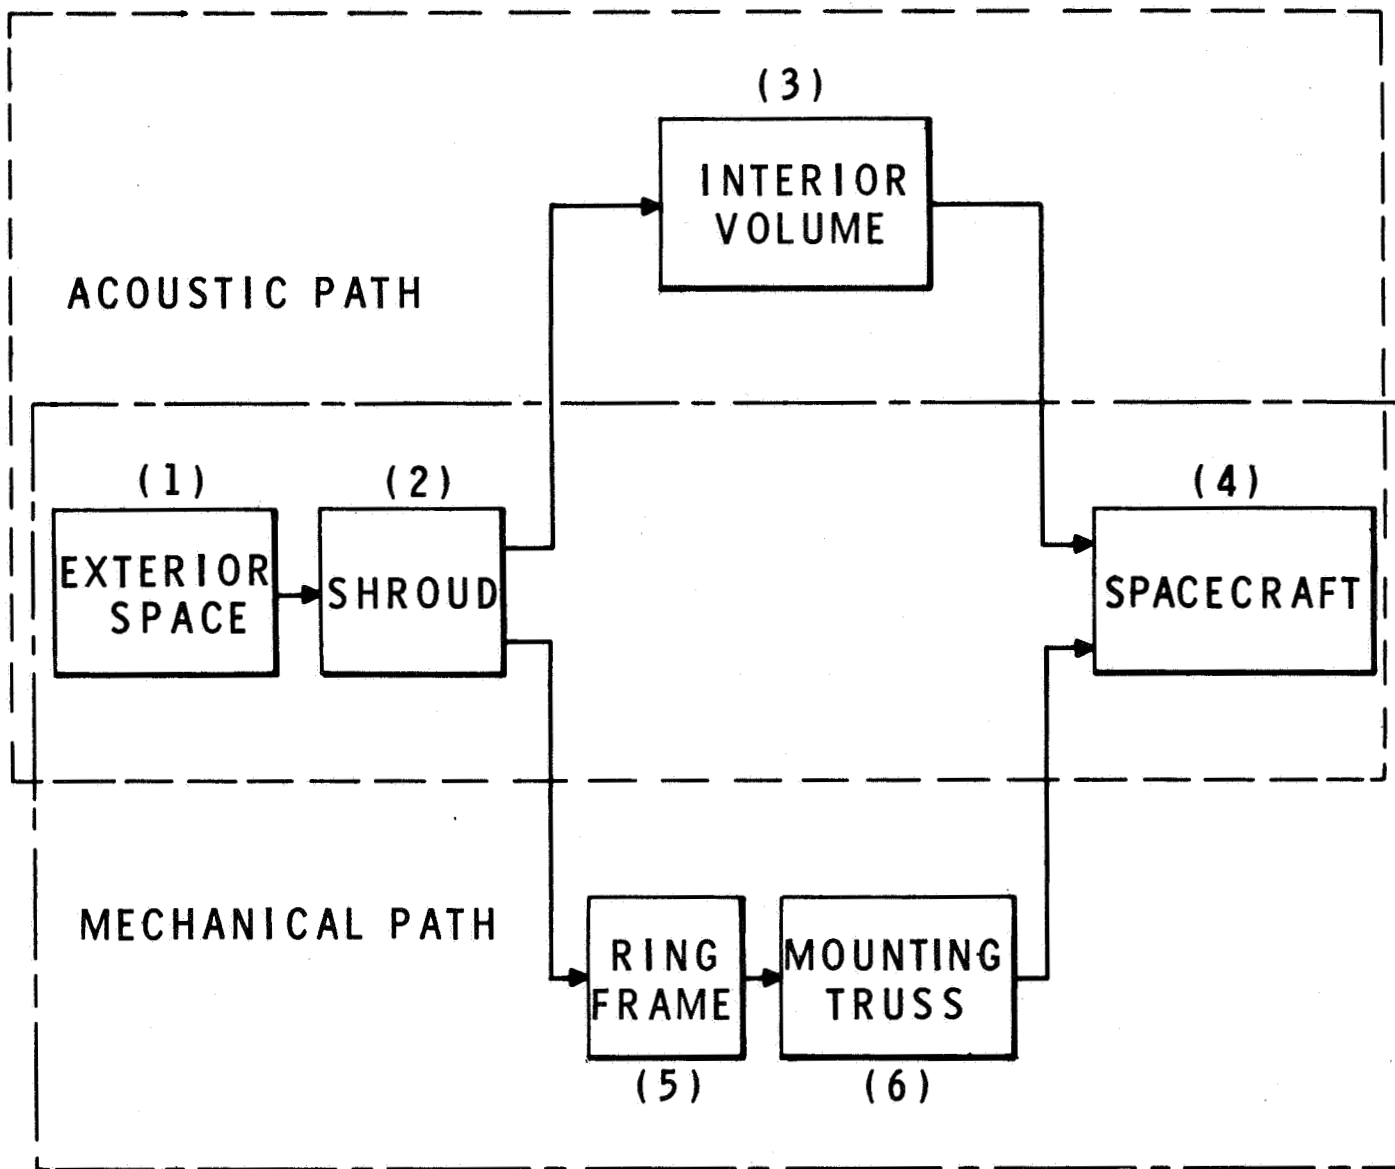 (3)
INTERIOR
VOLUME
ACOUSTIC PATH
(1)
(2)
(4)
EXTERIOR
SPACE
SHROUD
SPACECRAFT
MECHANICAL PATH
RING
FRAME
MOUNTING
TRUSS
(5)
(6)